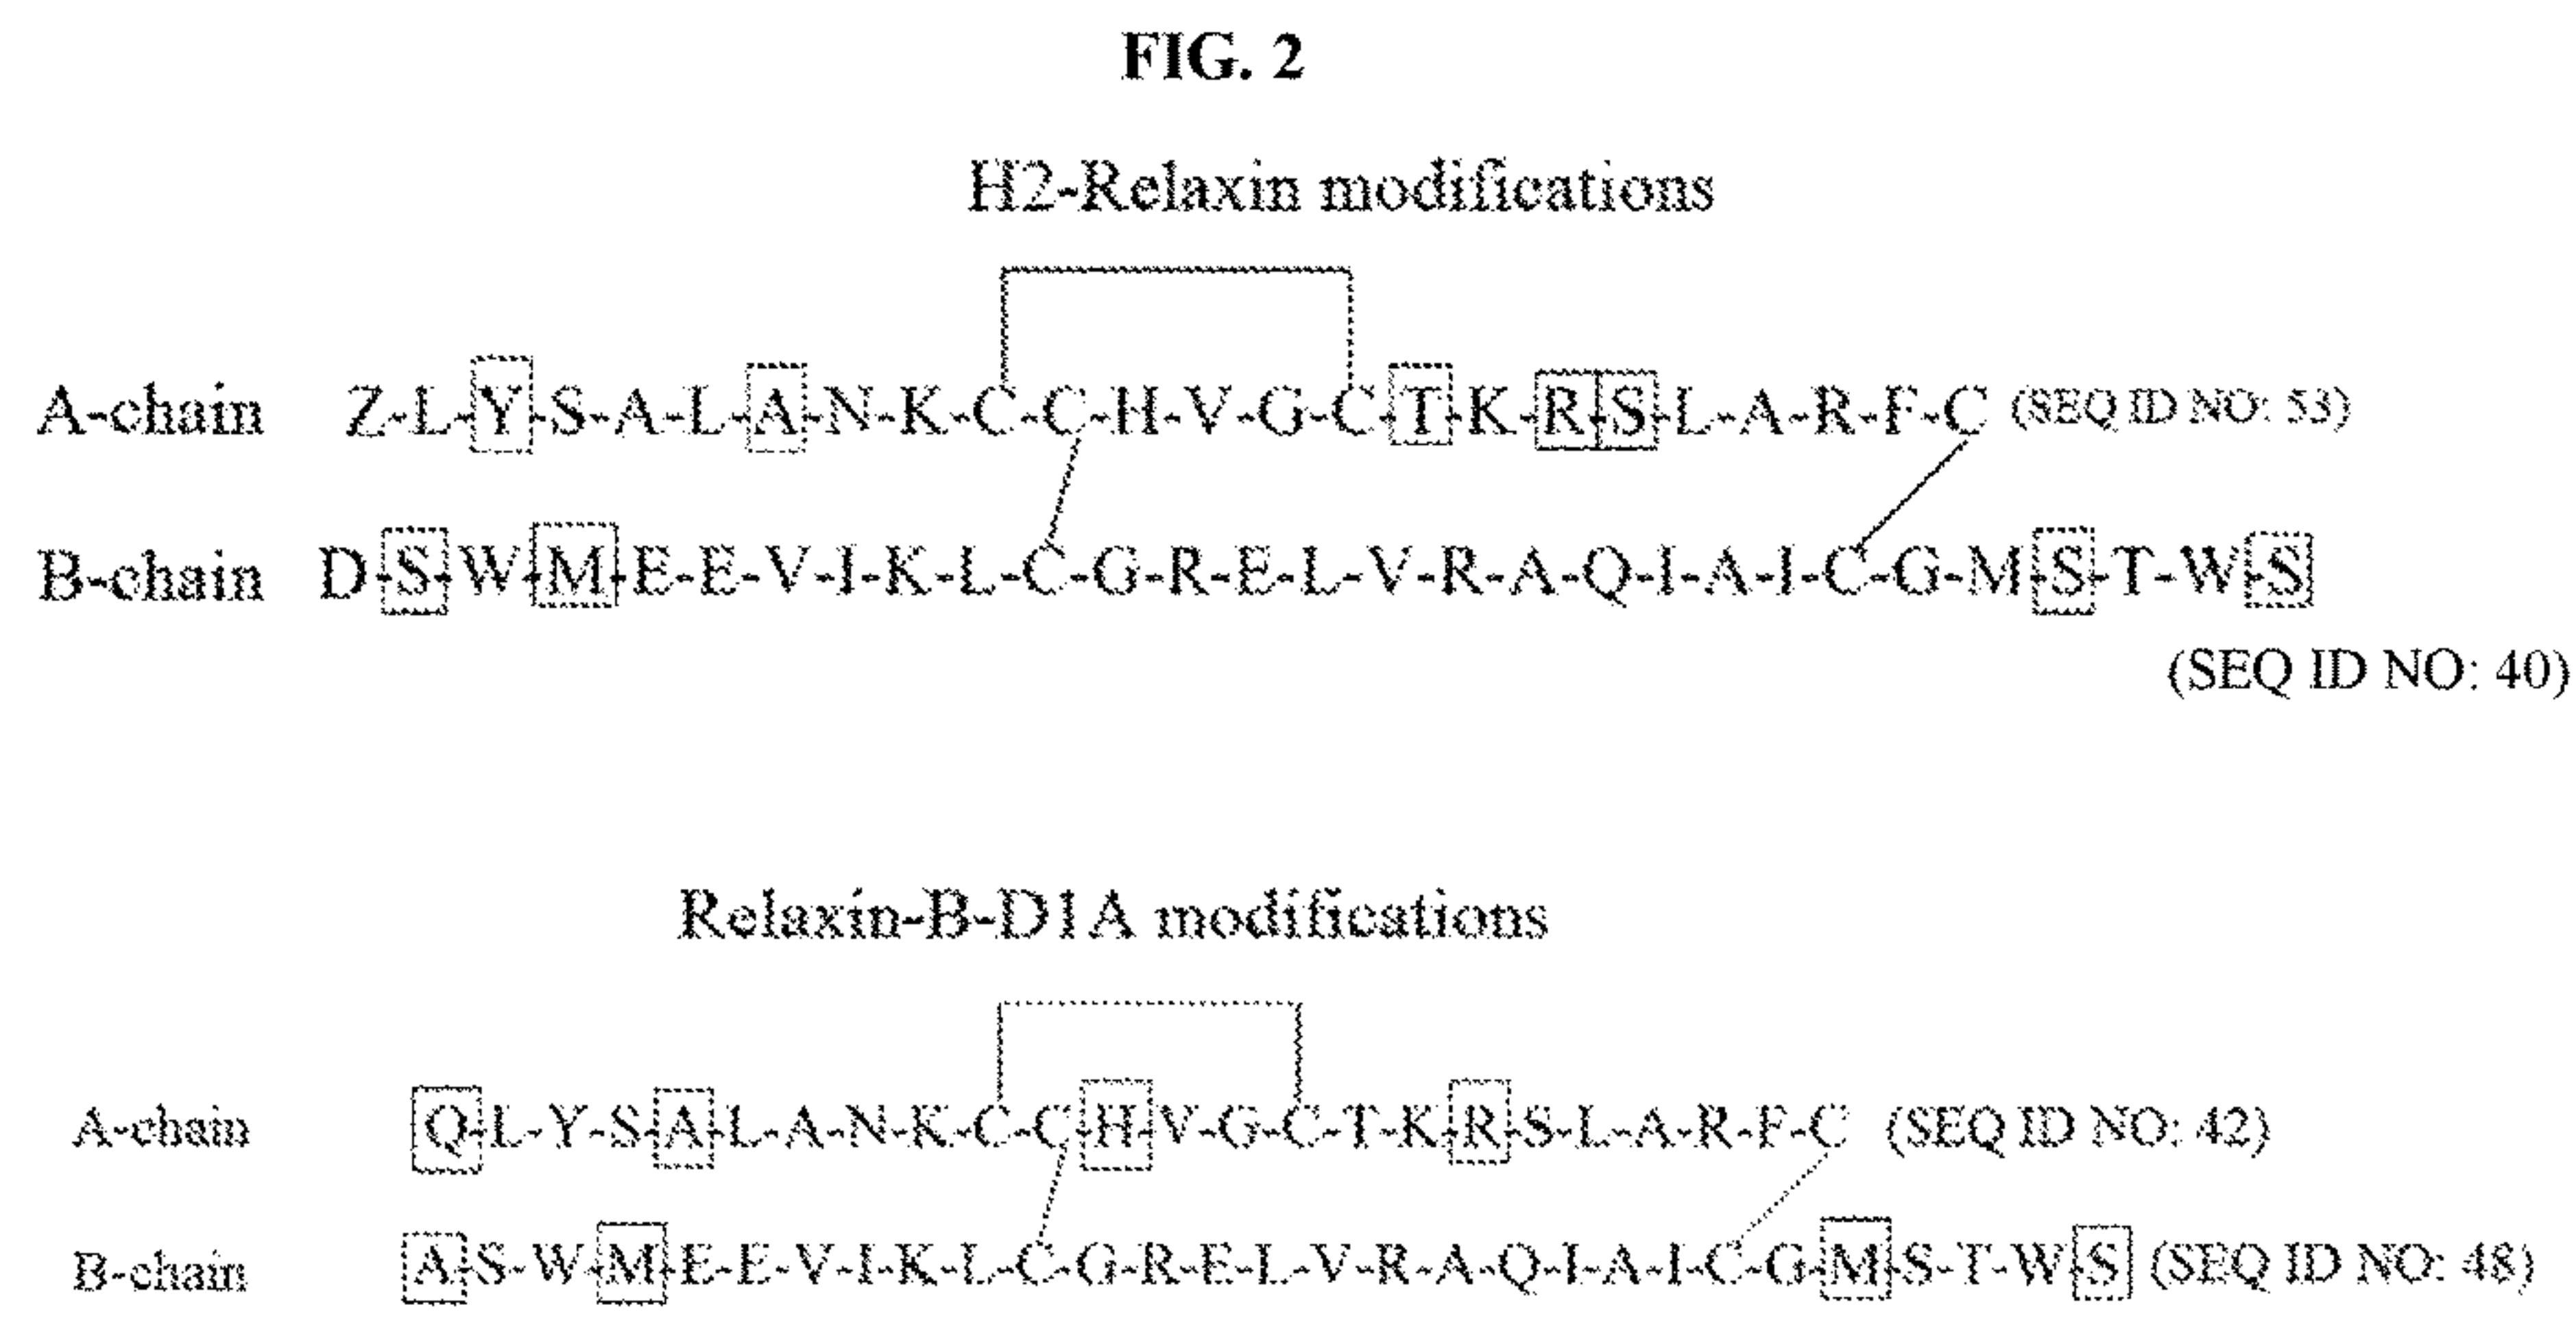 FIG. 2
H2-Relaxin modifications
A-chain Z-L-Y-S-A-L-A-N-K-C-C-H-V-G-C-T-K-R-S-L-A-R-F-C (SEQ ID NO: 53)
B-chain D-S-W-M-E-E-V-I-K-L-C-G-R-E-L-V-R-A-Q-I-A-I-C-G-M-S-T-W-S
(SEQ ID NO: 40)
Relaxin-B-D1A modifications
A-chain Q-L-Y-S-A-L-A-N-K-C-C-H-V-G-C-T-K-R-S-L-A-R-F-C (SEQ ID NO: 42)
B-chain A-S-W-M-E-E-V-I-K-L-C-G-R-E-L-V-R-A-Q-I-A-I-C-G-M-S-T-W-S (SEQ ID NO: 48)